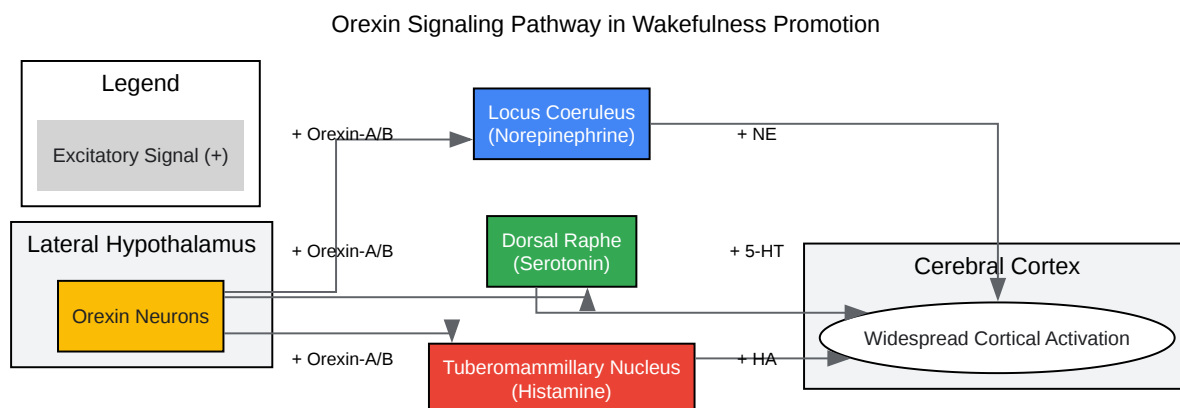 Orexin Signaling Pathway in Wakefulness Promotion
Legend
Excitatory Signal (+)
Lateral Hypothalamus
Orexin Neurons
+ Orexin-A/B
+ Orexin-A/B
+ Orexin-A/B
Locus Coeruleus
(Norepinephrine)
Dorsal Raphe
(Serotonin)
Tuberomammillary Nucleus
(Histamine)
+ NE
+ 5-HT
+ HA
Cerebral Cortex
Widespread Cortical Activation